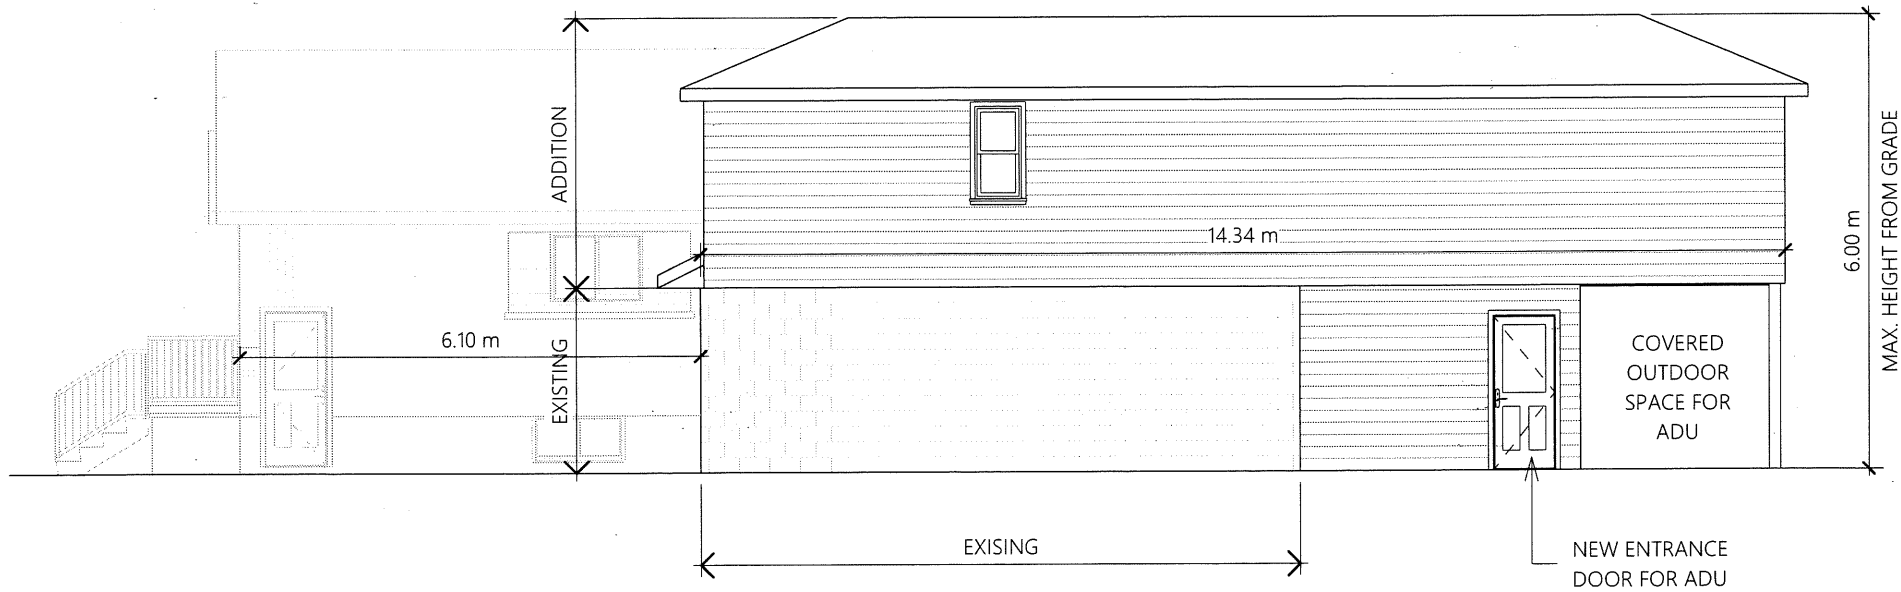 ADDITION
EXISTING
6.10 m
14.34 m
6.00 m
MAX. HEIGHT FROM GRADE
COVERED
OUTDOOR
SPACE FOR
ADU
EXISING
NEW ENTRANCE
DOOR FOR ADU